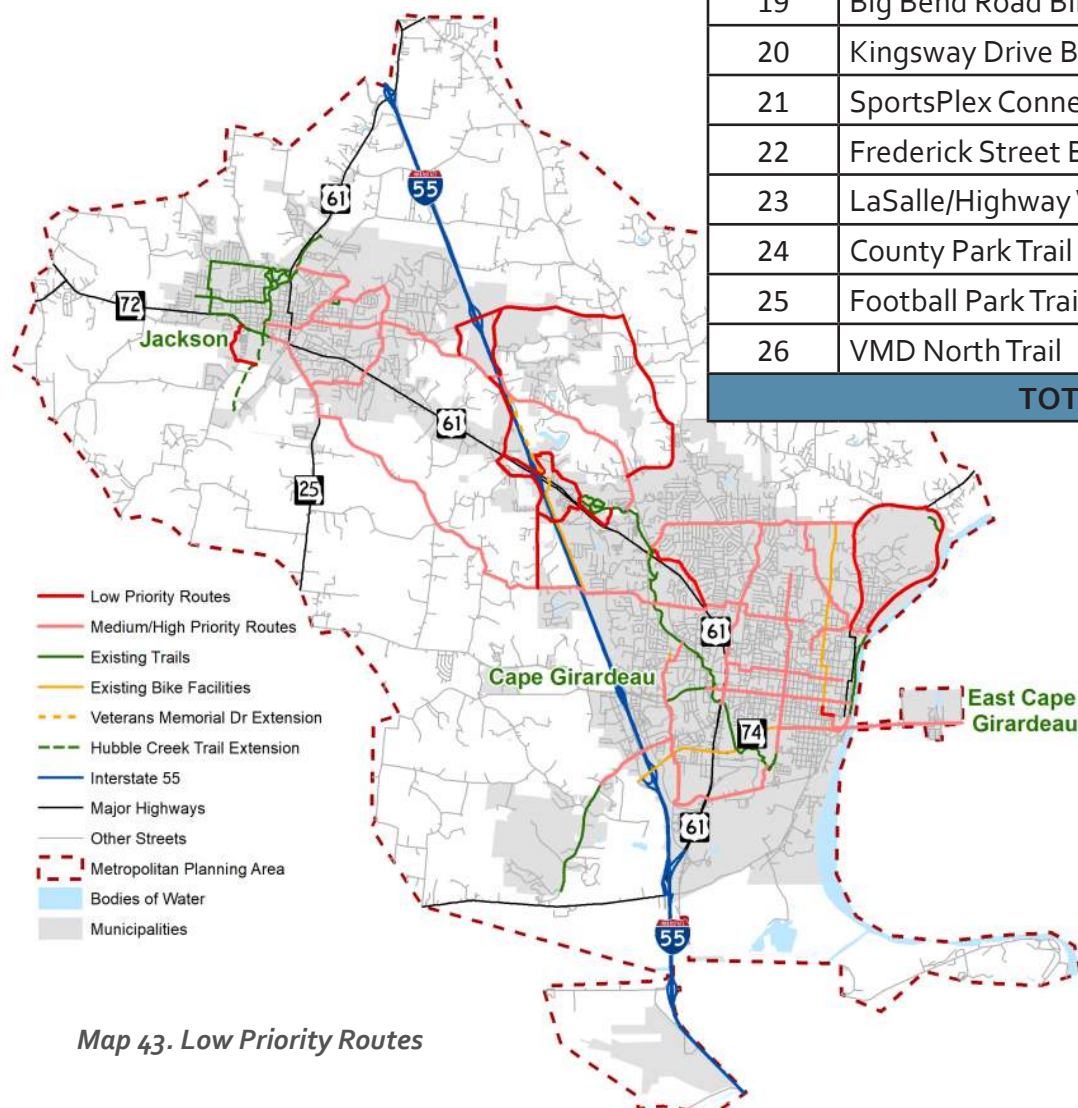 19 Big Bend Road
20 Kingsway Drive
21 SportsPlex
22 Frederick Street
23 LaSalle/Highway
24 County Park Trail
25 Football Park
26 VMD North Trail
61
55
72
Jackson
61
25
61
Cape Girardeau
East Cape
Girardeau
74
61
55
Low Priority Routes
Medium/High Priority Routes
Existing Trails
Existing Bike Facilities
Veterans Memorial Dr Extension
Hubble Creek Trail Extension
Interstate 55
Major Highways
Other Streets
Metropolitan Planning Area
Bodies of Water
Municipalities
Map 43. Low Priority Routes